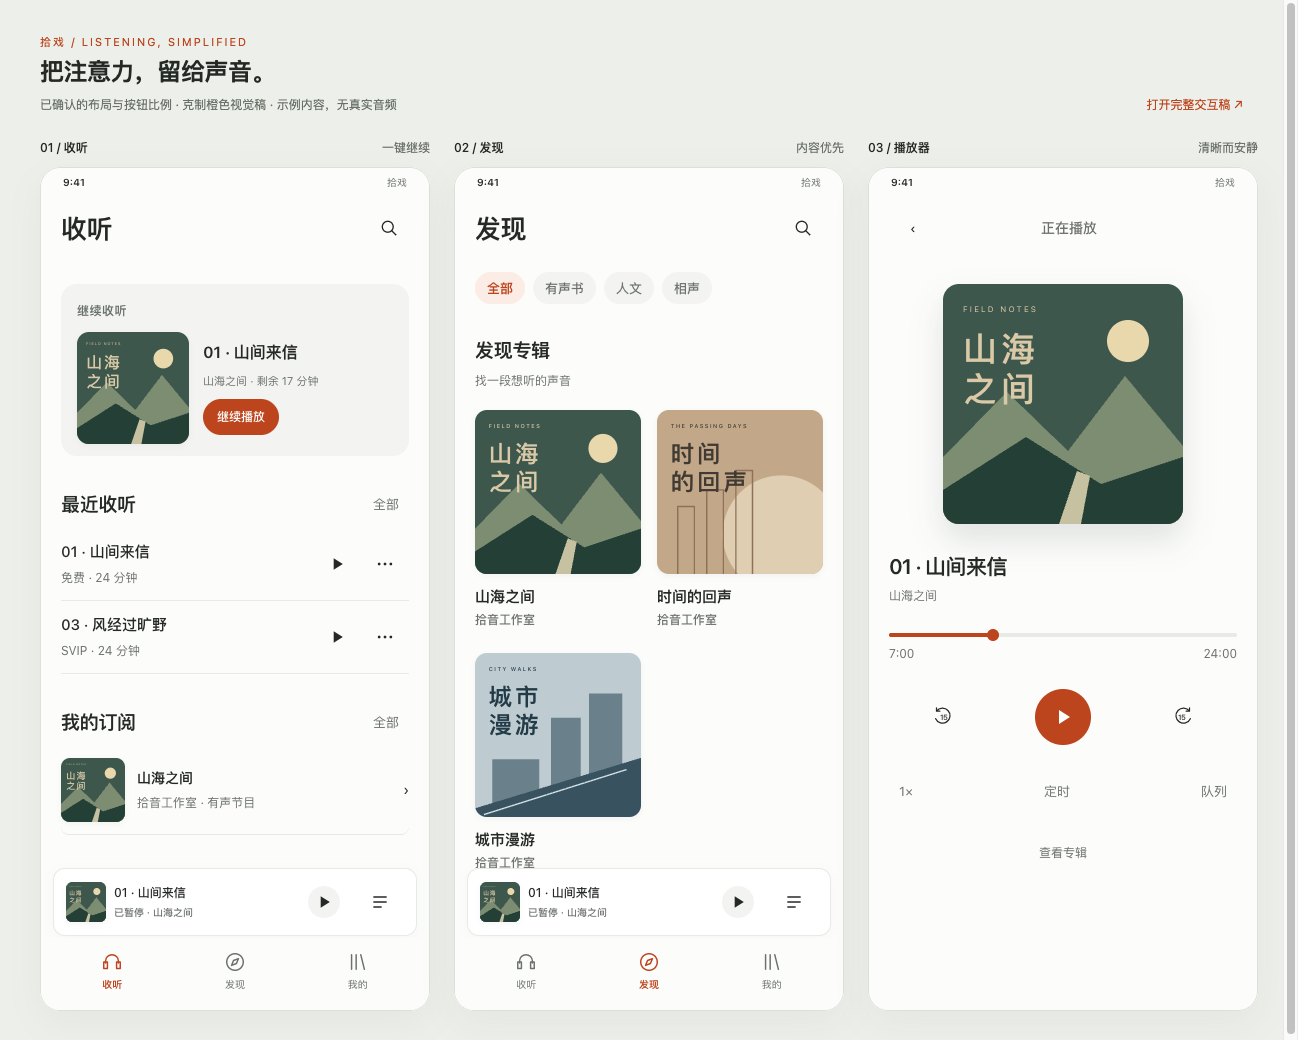 拾戏 / LISTENING, SIMPLIFIED
把注意力，留给声音。
已确认的布局与按钮比例 · 克制橙色视觉稿 · 示例内容，无真实音频
打开完整交互稿 ↗
01 / 收听
一键继续
9:41
拾戏
收听
继续收听
FIELD NOTES
山海
之间
01 · 山间来信
山海之间 · 剩余 17 分钟
继续播放
最近收听
全部
01 · 山间来信
免费 · 24 分钟
03 · 风经过旷野
SVIP · 24 分钟
我的订阅
全部
山海
之间
山海之间
拾音工作室 · 有声节目
山海
之间
01 · 山间来信
已暂停 · 山海之间
收听
发现
我的
02 / 发现
内容优先
9:41
拾戏
发现
全部
有声书
人文
相声
发现专辑
找一段想听的声音
FIELD NOTES
山海
之间
山海之间
拾音工作室
THE PASSING DAYS
时间
的回声
时间的回声
拾音工作室
CITY WALKS
城市
漫游
城市漫游
拾音工作室
山海
之间
01 · 山间来信
已暂停 · 山海之间
收听
发现
我的
03 / 播放器
清晰而安静
9:41
拾戏
正在播放
FIELD NOTES
山海
之间
01 · 山间来信
山海之间
7:00
24:00
15
15
1×
定时
队列
查看专辑